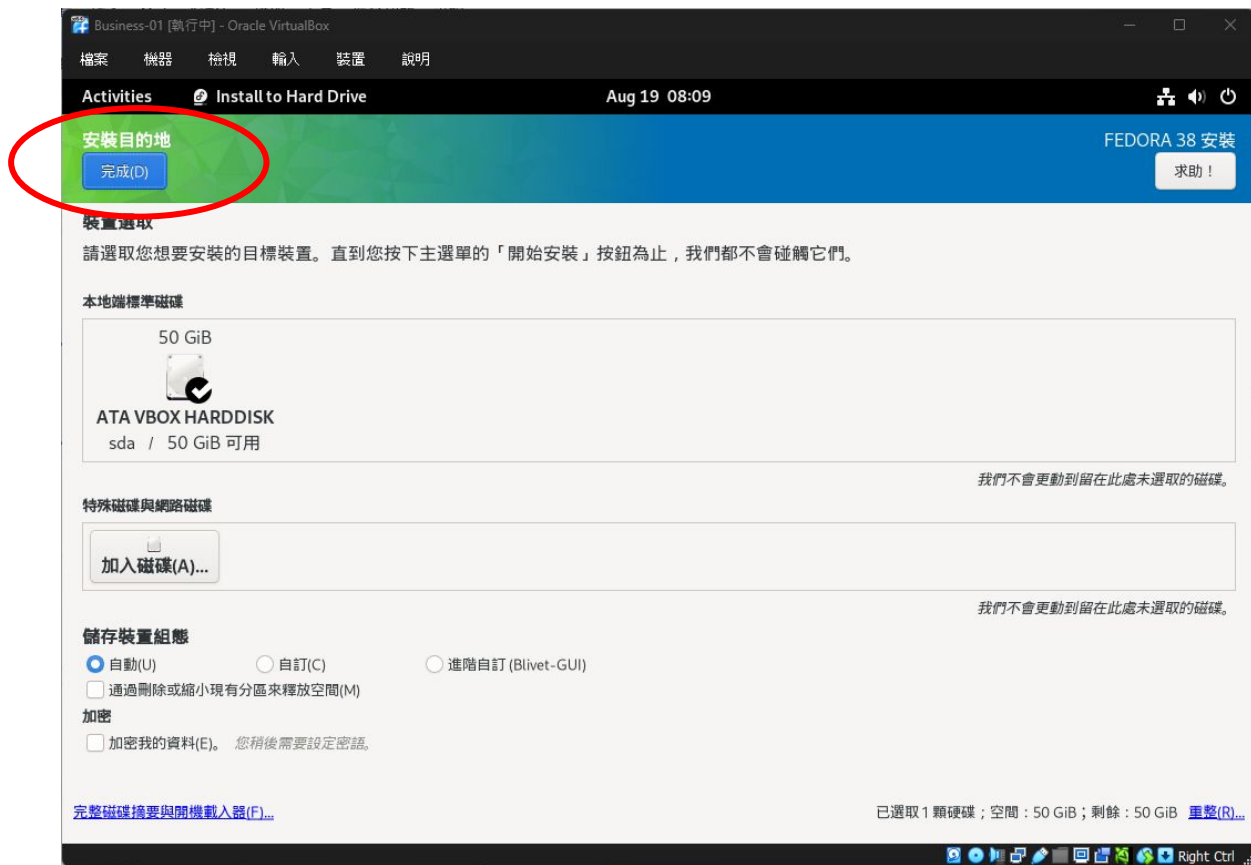 Business-01 [執行中] - Oracle VirtualBox
檔案 機器 檢視 輸入 裝置 說明
Activities Install to Hard Drive Aug 19 08:09
安裝目的地 FEDORA 38 安裝
完成(D) 求助！
裝置選取
請選取您想要安裝的目標裝置。直到您按下主選單的「開始安裝」按鈕為止，我們都不會碰觸它們。
本地端標準磁碟
50 GiB
ATA VBOX HARDDISK
sda / 50 GiB 可用
我們不會更動到留在此處未選取的磁碟。
特殊磁碟與網路磁碟
加入磁碟(A)...
我們不會更動到留在此處未選取的磁碟。
儲存裝置組態
自動(U) 自訂(C) 進階自訂 (Blivet-GUI)
通過刪除或縮小現有分區來釋放空間(M)
加密
加密我的資料(E)。 您稍後需要設定密語。
完整磁碟摘要與開機載入器(F)... 已選取 1 顆硬碟；空間：50 GiB；剩餘：50 GiB 重整(R)...
Right Ctrl